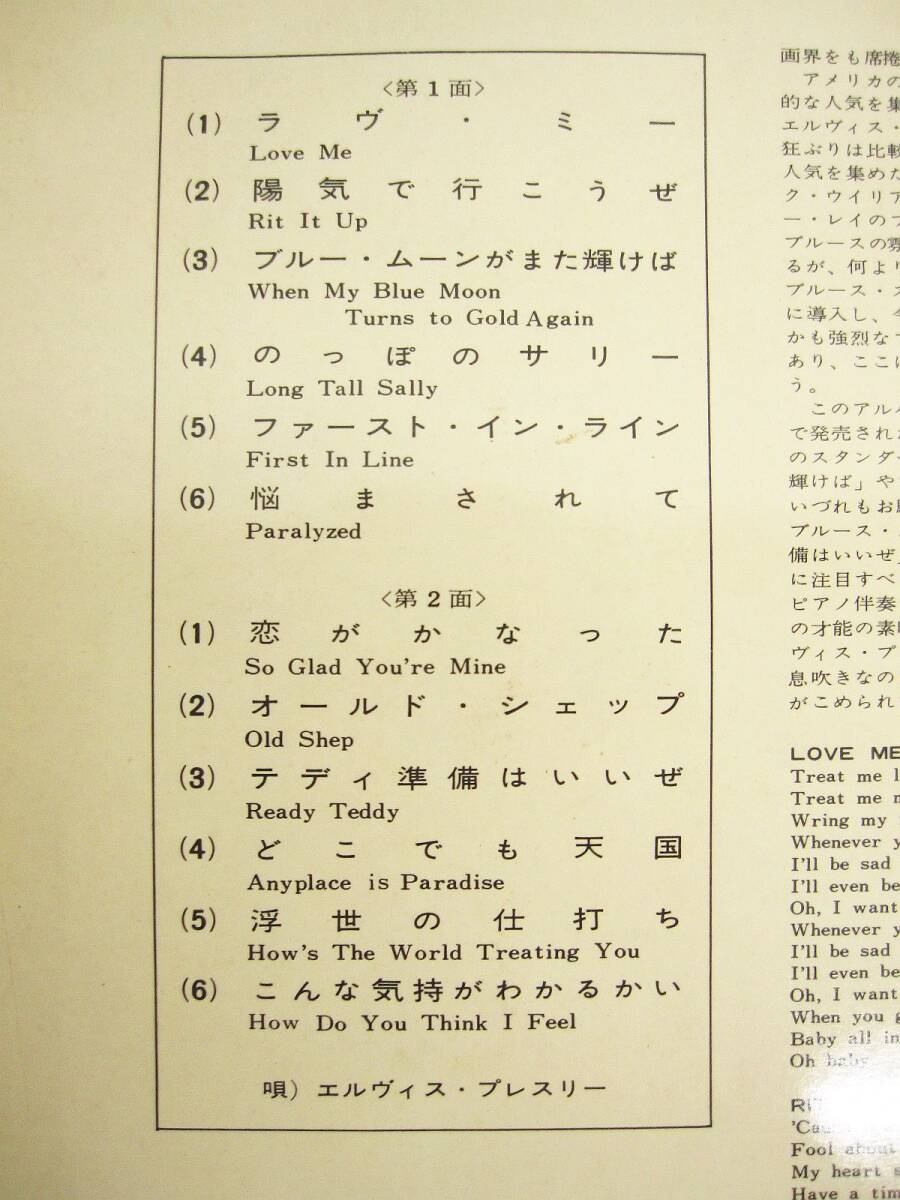 〈第1面〉
(1) ラヴ・ミー
Love Me
(2) 陽気で行こうぜ
Rit It Up
(3) ブルー・ムーンがまた輝けば
When My Blue Moon
Turns to Gold Again
(4) のっぽのサリー
Long Tall Sally
(5) ファースト・イン・ライン
First In Line
(6) 悩まされて
Paralyzed
〈第2面〉
(1) 恋がかなった
So Glad You're Mine
(2) オールド・シェップ
Old Shep
(3) テディ準備はいいぜ
Ready Teddy
(4) どこでも天国
Anyplace is Paradise
(5) 浮世の仕打ち
How's The World Treating You
(6) こんな気持がわかるかい
How Do You Think I Feel
唄) エルヴィス・プレスリー
画界をも席捲
アメリカの
的な人気を集
エルヴィス・
狂ぶりは比較
人気を集めた
ク・ウイリア
ー・レイのフ
ブルースの雰
るが、何より
ブルース・ス
に導入し、今
かも強烈な
あり、ここに
う。
このアル
で発売され
のスタンダ
輝けば」や
いづれもお
ブルース・
備はいいぜ」
に注目すべ
ピアノ伴奏
の才能の素
ヴィス・プ
息吹きなの
がこめられ
LOVE ME
Treat me
Treat me
Wring my
Whenever
I'll be sad
I'll even be
Oh, I want
Whenever
I'll be sad
I'll even be
Oh, I want
When you
Baby all in
Oh baby
'Cau
Fool about
My heart
Have a tim